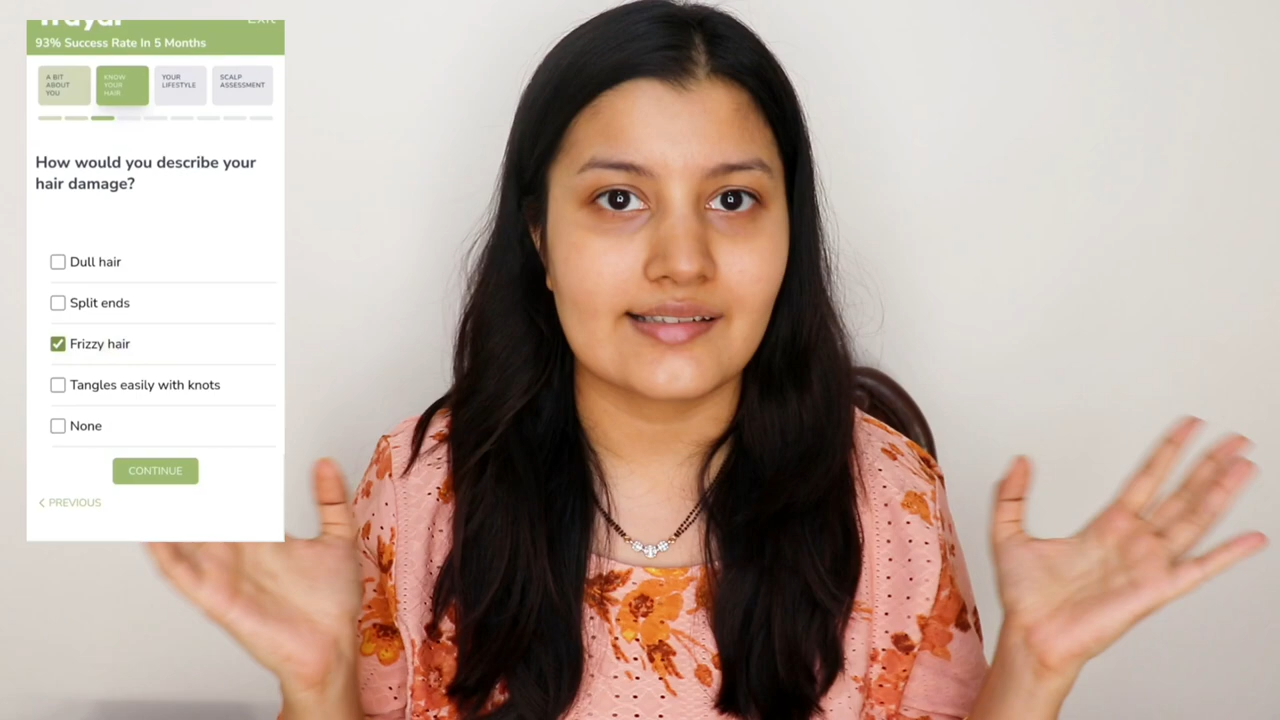 93% Success Rate In 5 Months
A BIT
ABOUT
YOU
KNOW
YOUR
HAIR
YOUR
LIFESTYLE
SCALP
ASSESSMENT
How would you describe your
hair damage?
Dull hair
Split ends
Frizzy hair
Tangles easily with knots
None
CONTINUE
PREVIOUS